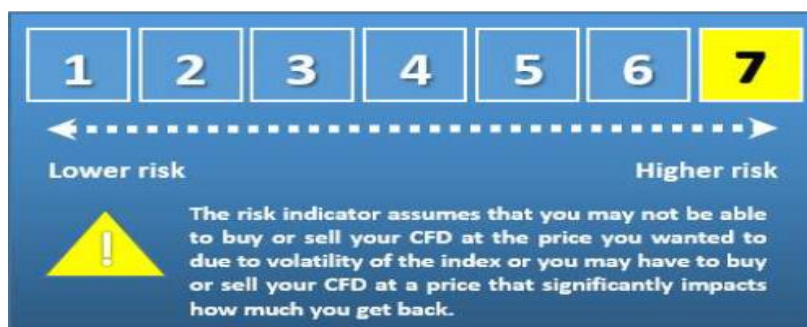 1 2 3 4 5 6 7
Lower risk Higher risk
!
The risk indicator assumes that you may not be able
to buy or sell your CFD at the price you wanted to
due to volatility of the index or you may have to buy
or sell your CFD at a price that significantly impacts
how much you get back.